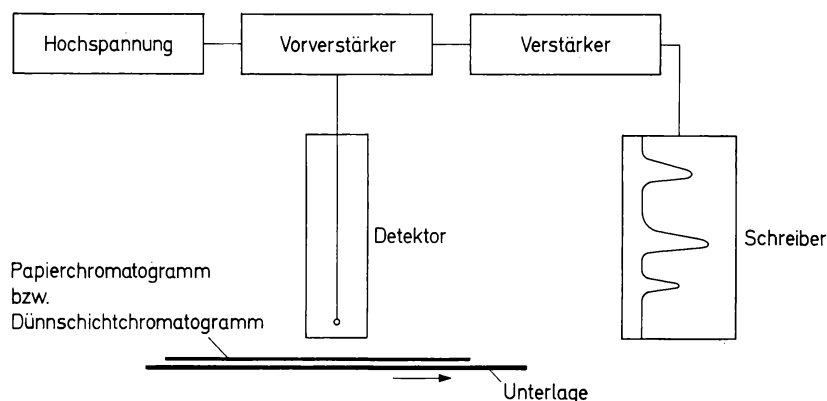 Hochspannung
Vorverstärker
Verstärker
Detektor
Schreiber
Papierchromatogramm
bzw.
Dünnschichtchromatogramm
Unterlage